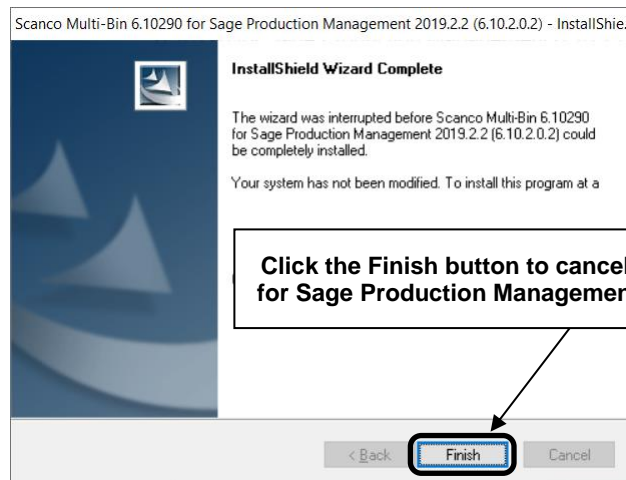 Scanco Multi-Bin 6.10290 for Sage Production Management 2019.2.2 (6.10.2.0.2) - InstallShie.
InstallShield Wizard Complete
The wizard was interrupted before Scanco Multi-Bin 6.10290
for Sage Production Management 2019.2.2 (6.10.2.0.2) could
be completely installed.
Your system has not been modified. To install this program at a
Click the Finish button to cancel
for Sage Production Managemen
< Back
Finish
Cancel